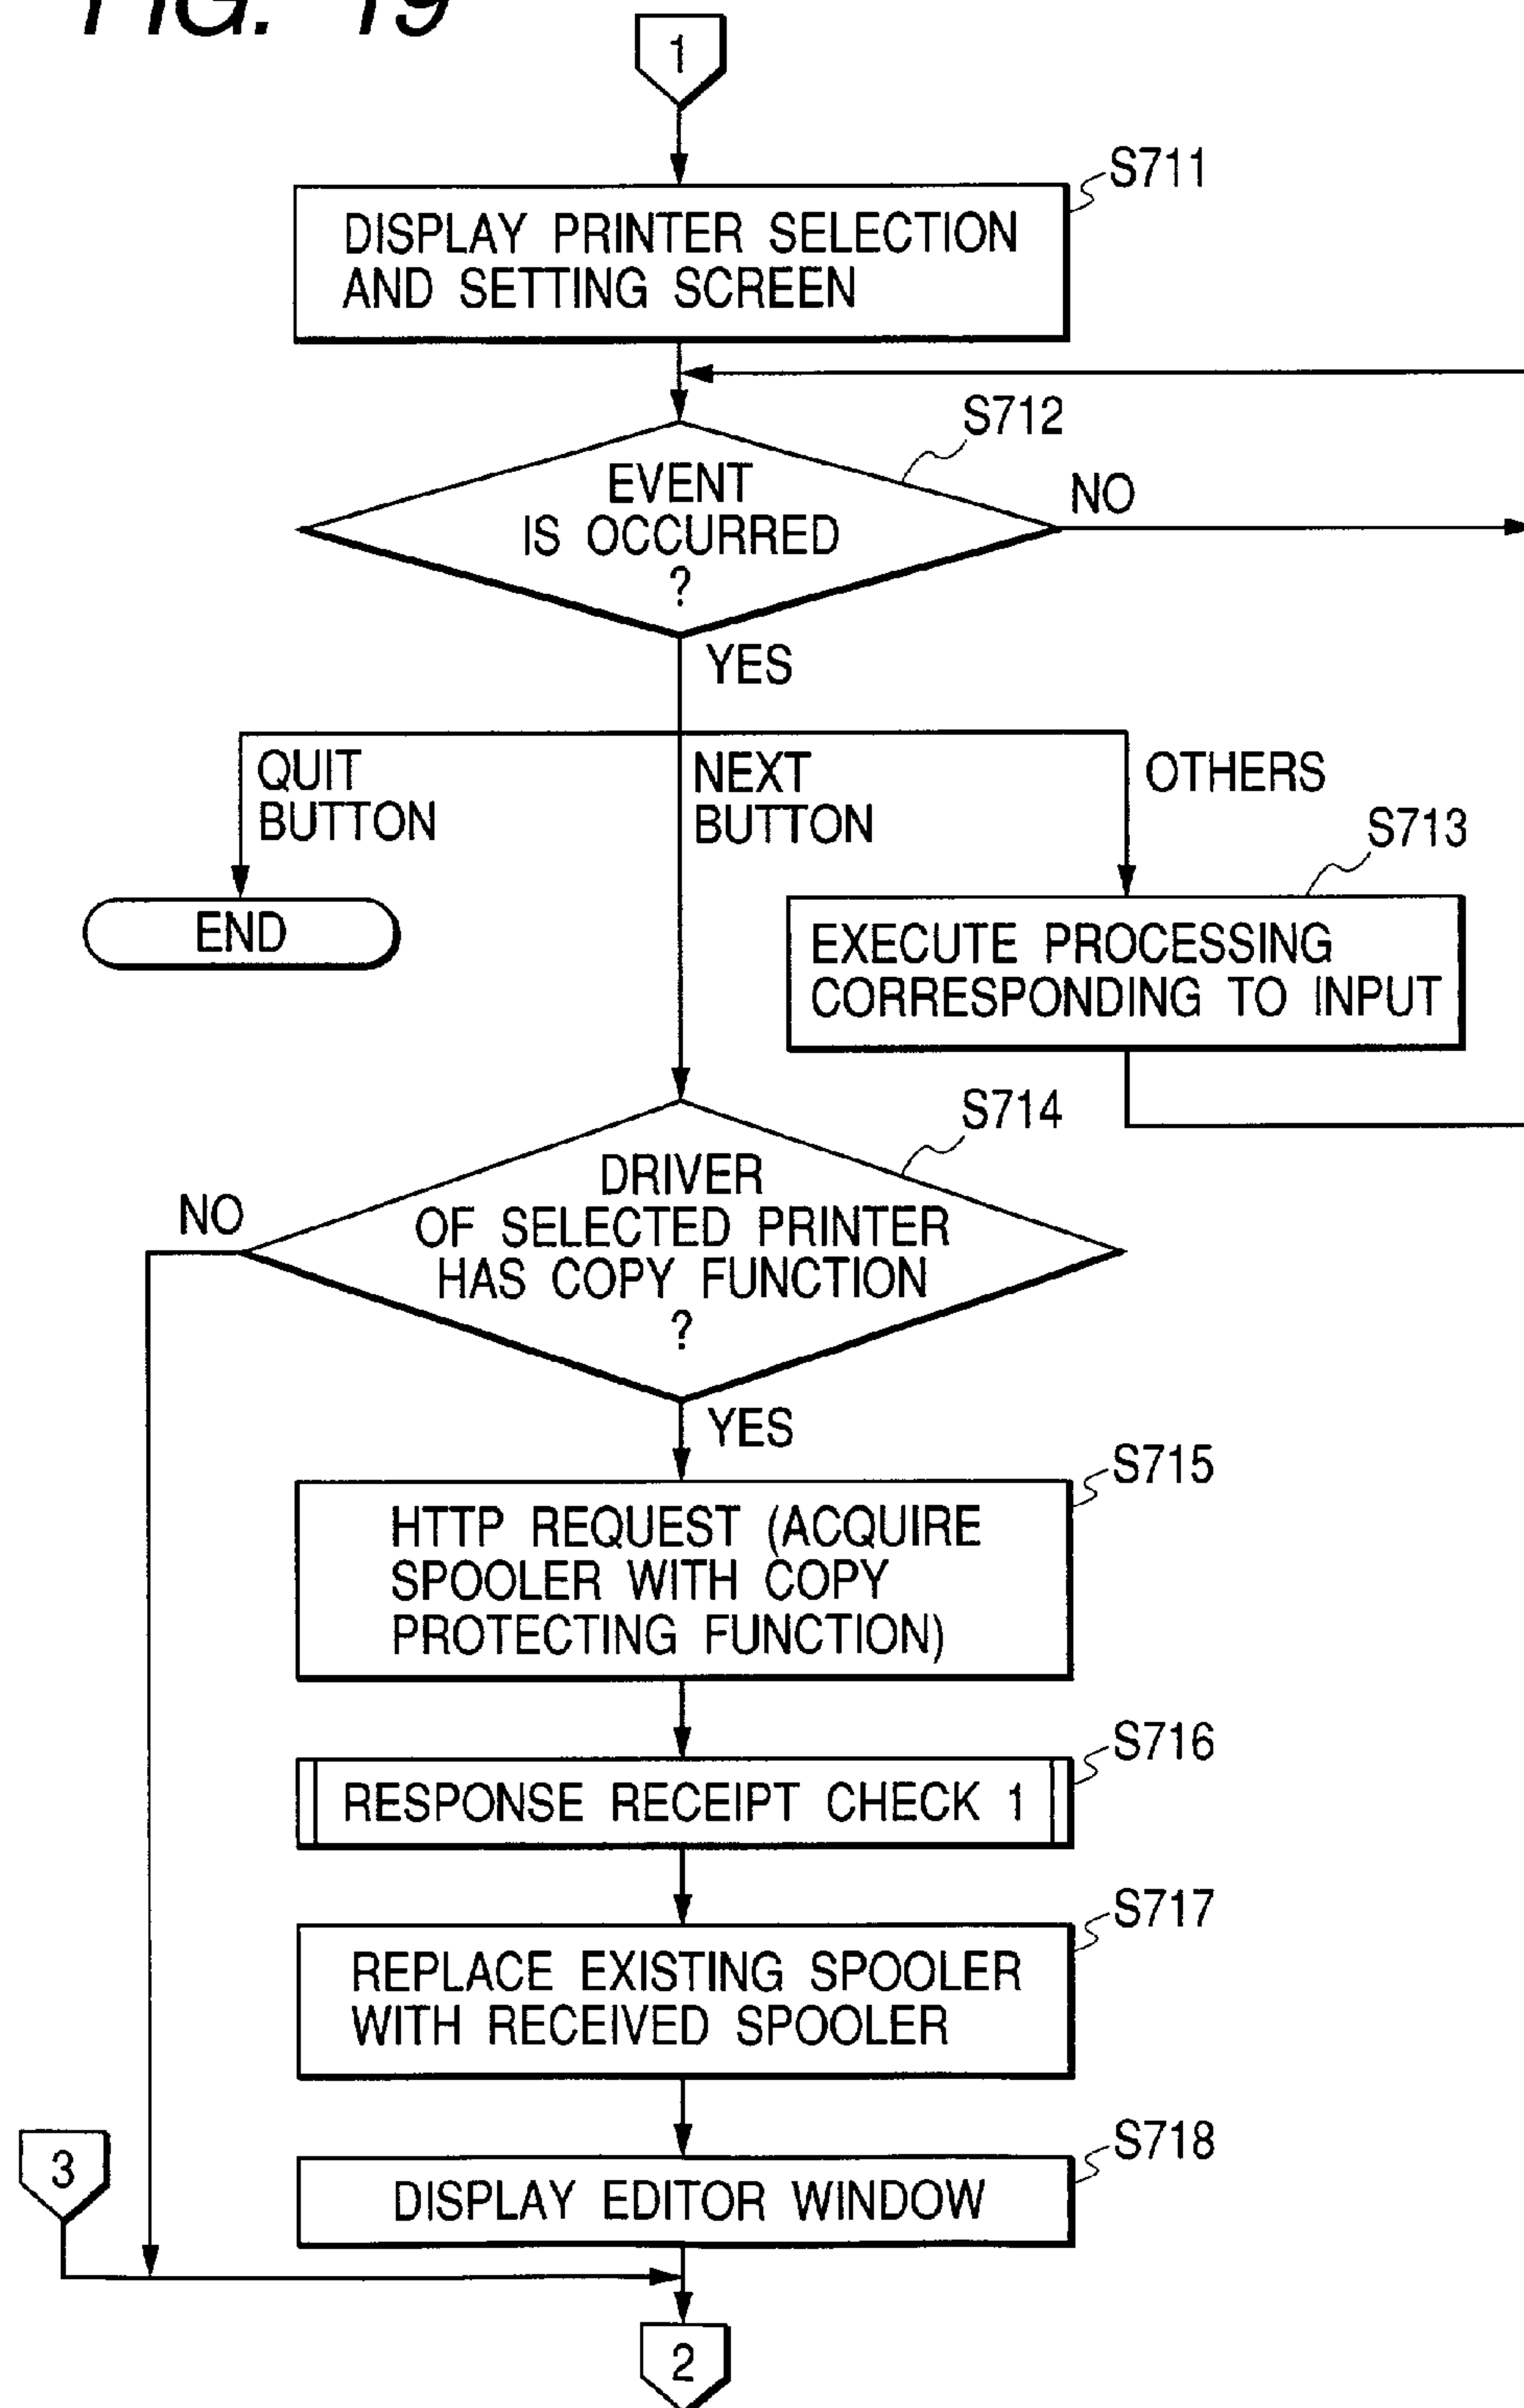 FIG. 19
1
S711
DISPLAY PRINTER SELECTION
AND SETTING SCREEN
S712
EVENT
IS OCCURRED
?
NO
YES
QUIT
BUTTON
NEXT
BUTTON
OTHERS
S713
END
EXECUTE PROCESSING
CORRESPONDING TO INPUT
S714
DRIVER
OF SELECTED PRINTER
HAS COPY FUNCTION
?
NO
YES
S715
HTTP REQUEST (ACQUIRE
SPOOLER WITH COPY
PROTECTING FUNCTION)
S716
RESPONSE RECEIPT CHECK 1
S717
REPLACE EXISTING SPOOLER
WITH RECEIVED SPOOLER
3
S718
DISPLAY EDITOR WINDOW
2